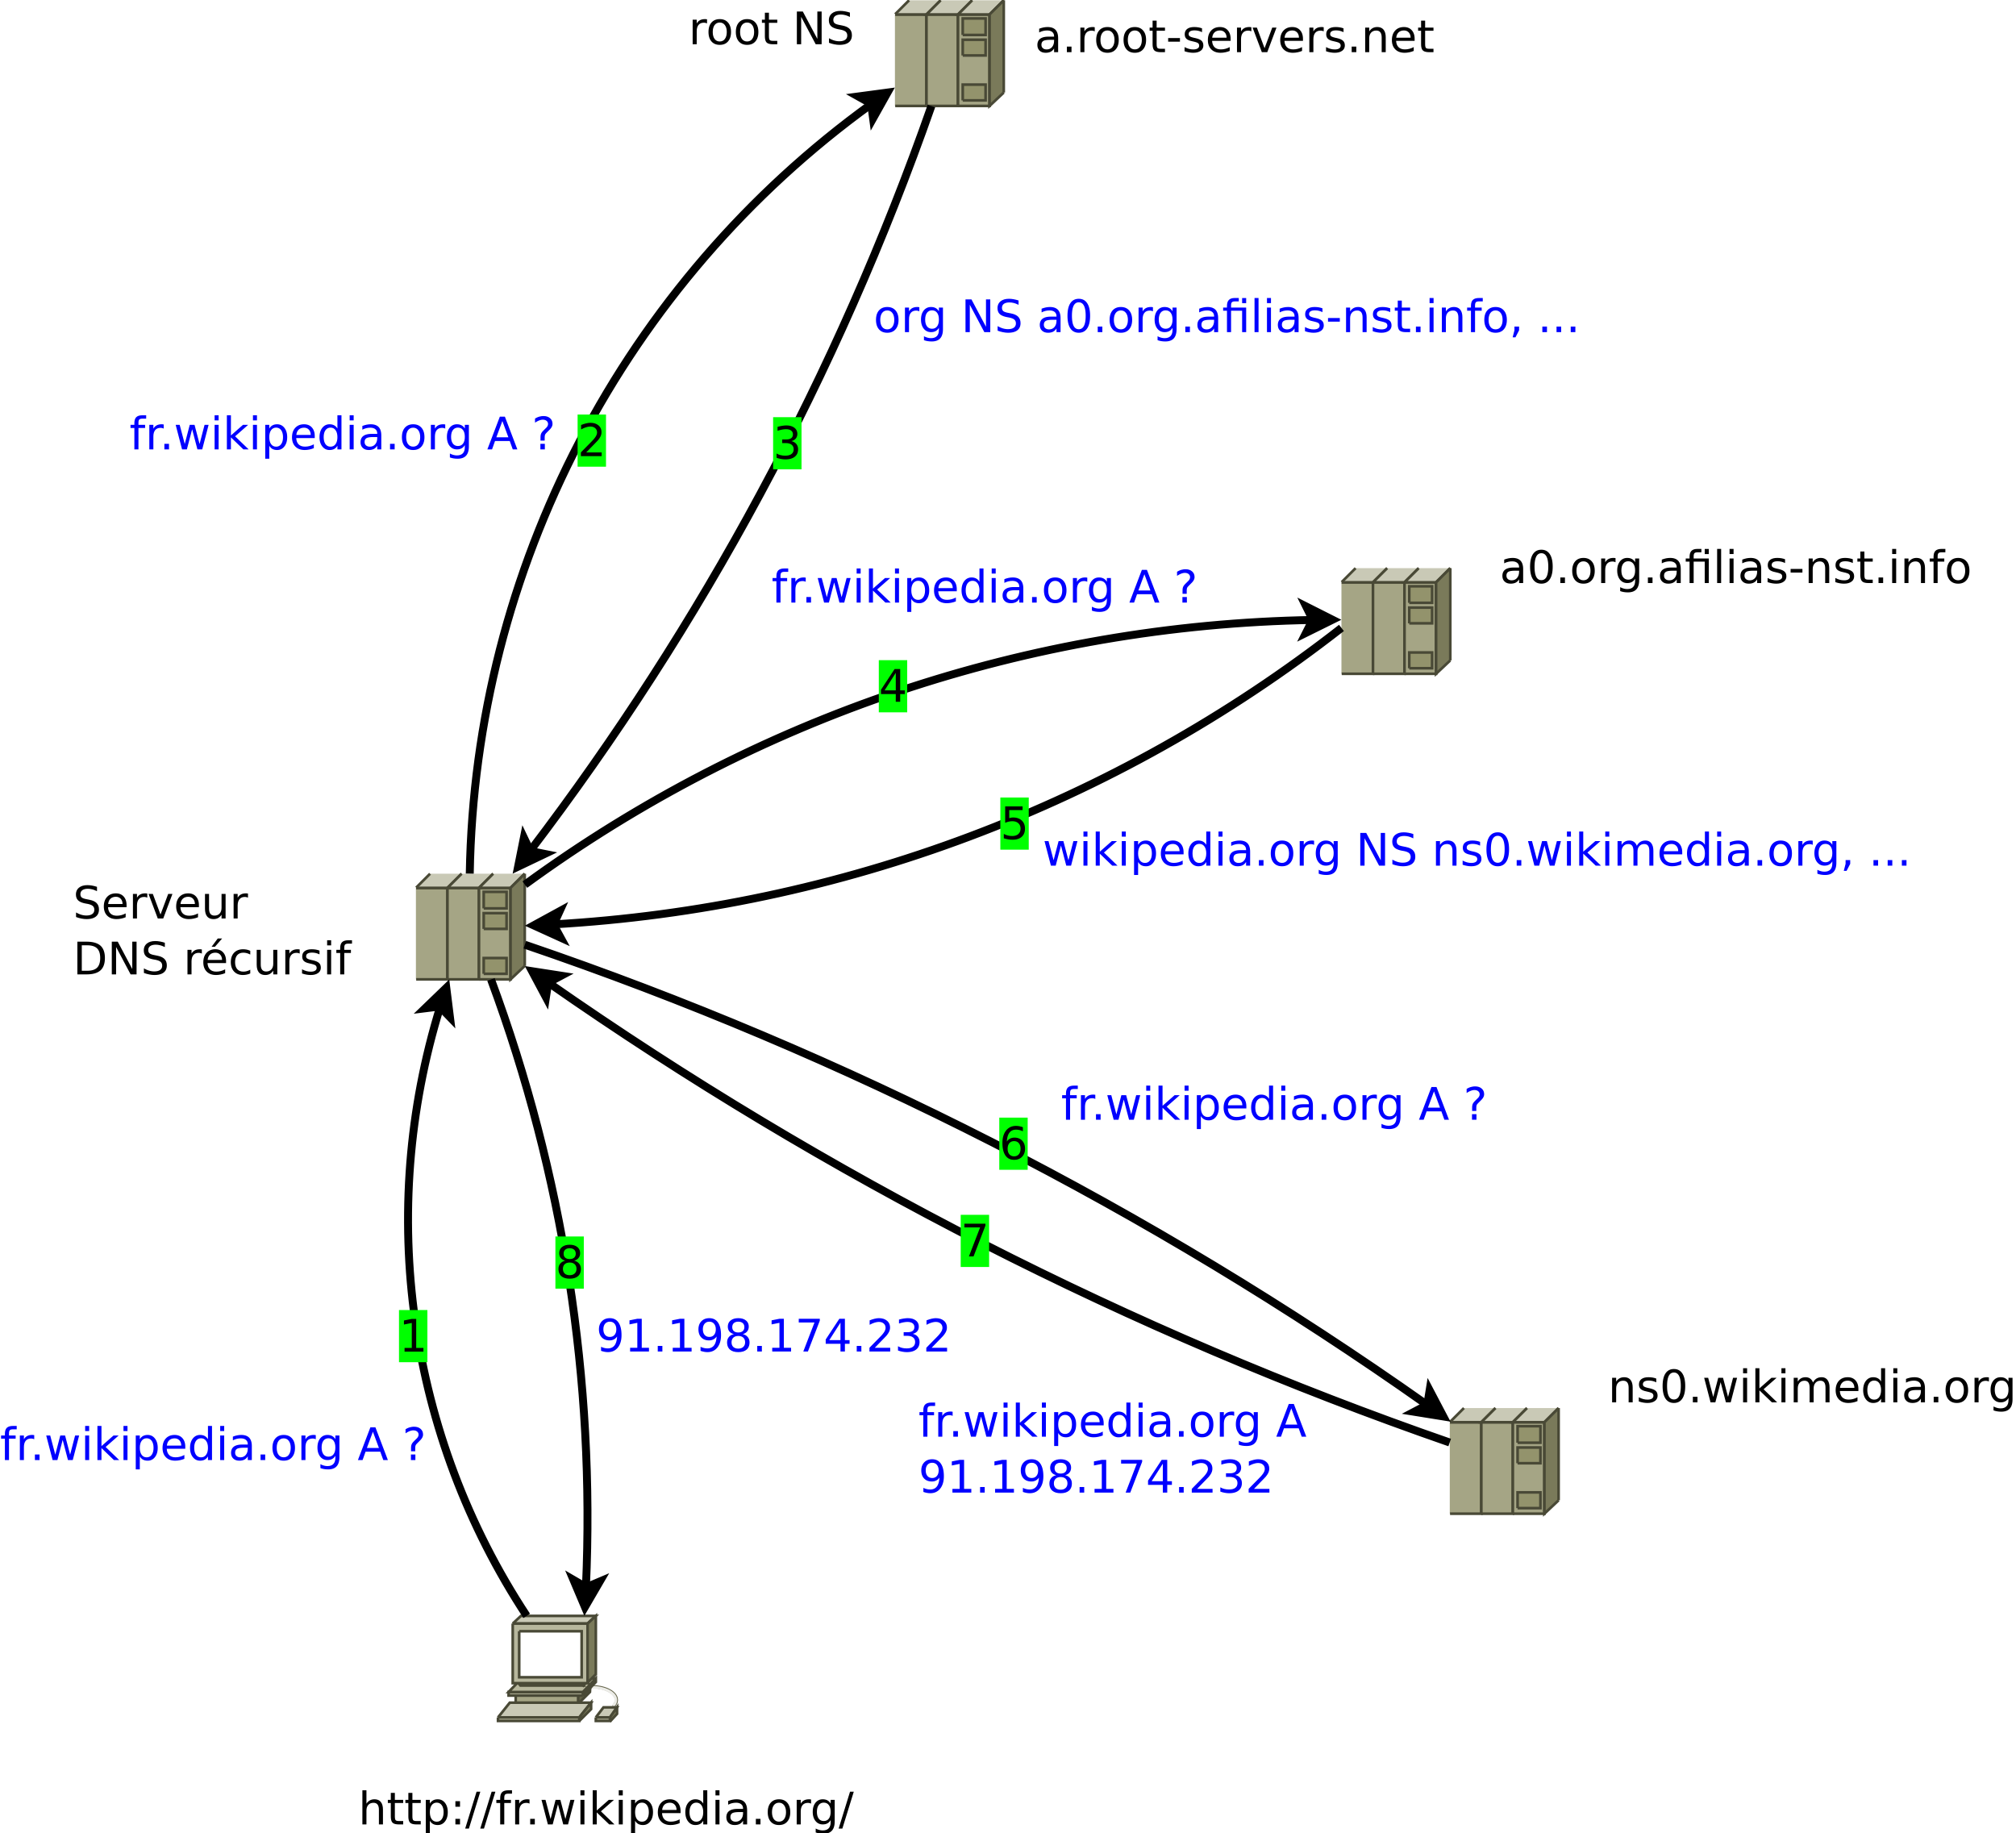 root NS
a.root-servers.net
org NS a0.org.afilias-nst.info, ...
fr.wikipedia.org A ?
2
3
a0.org.afilias-nst.info
fr.wikipedia.org A ?
4
5
wikipedia.org NS ns0.wikimedia.org, ...
Serveur
DNS récursif
fr.wikipedia.org A ?
6
7
8
1
91.198.174.232
ns0.wikimedia.org
fr.wikipedia.org A
91.198.174.232
fr.wikipedia.org A ?
http://fr.wikipedia.org/